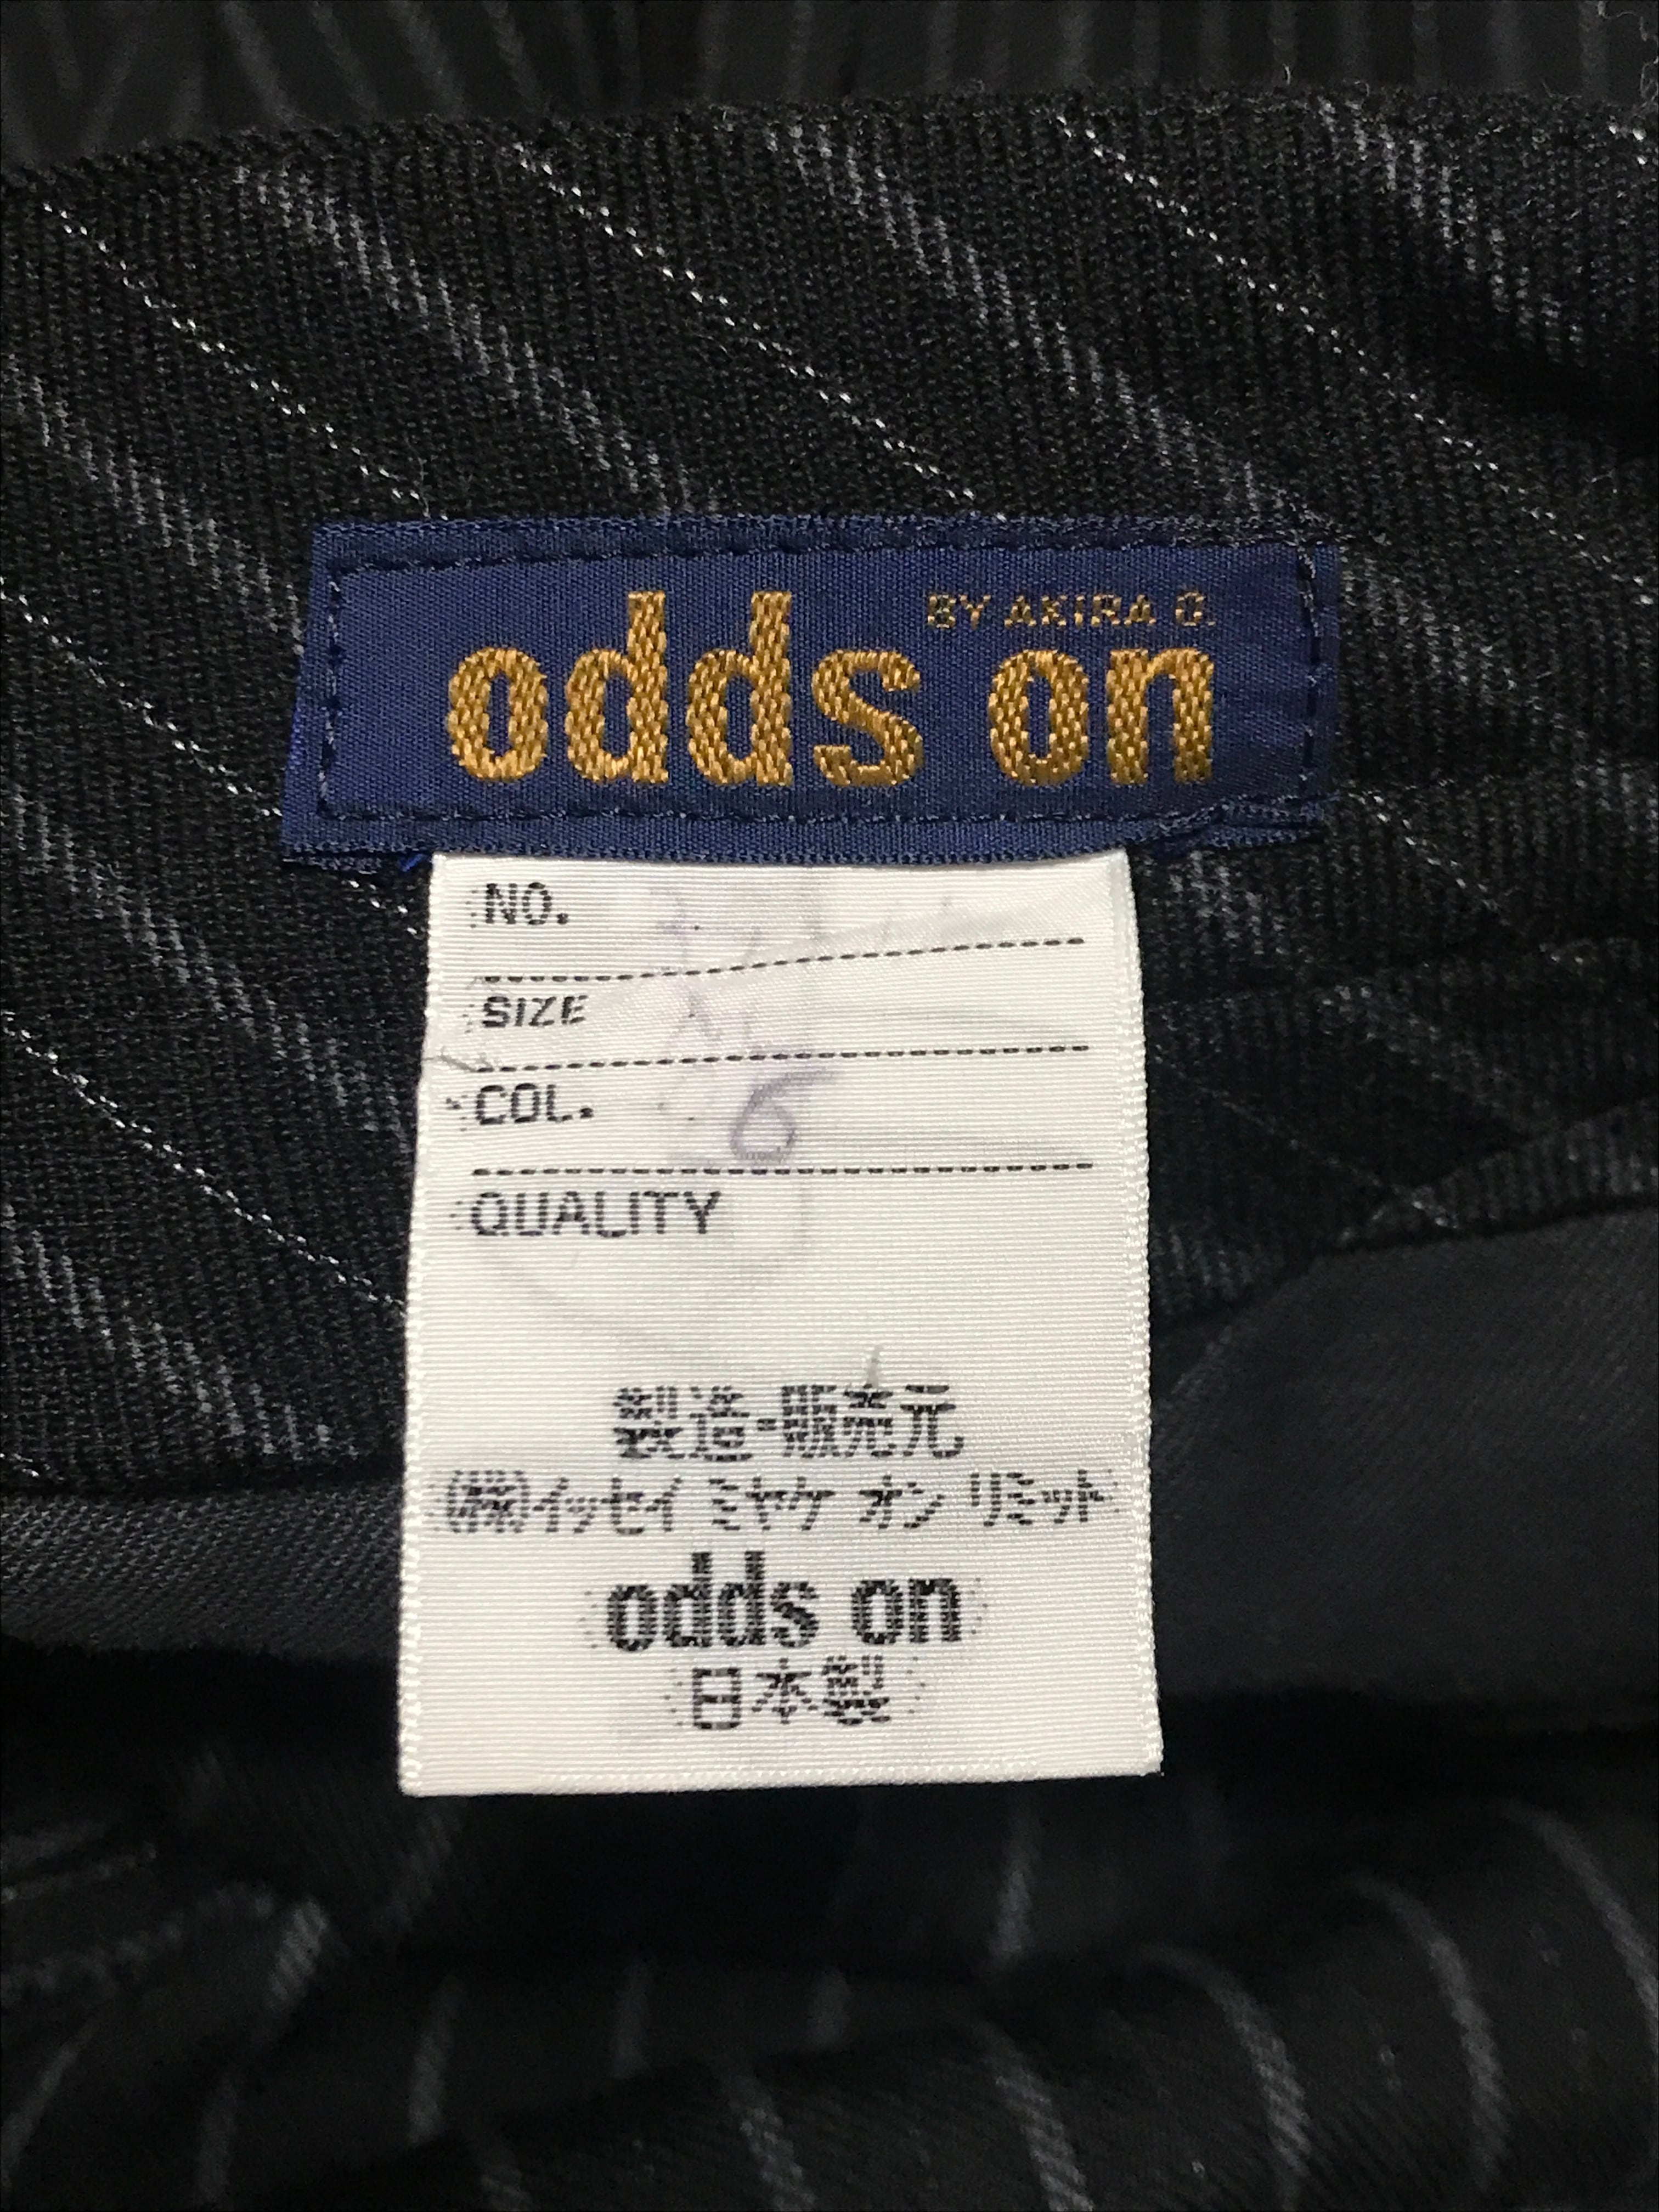 BY AKIRA O.
odds on
NO.
SIZE
COL. 6
QUALITY
製造・販売元
(株)イッセイ ミヤケ オン リミット
odds on
日本製